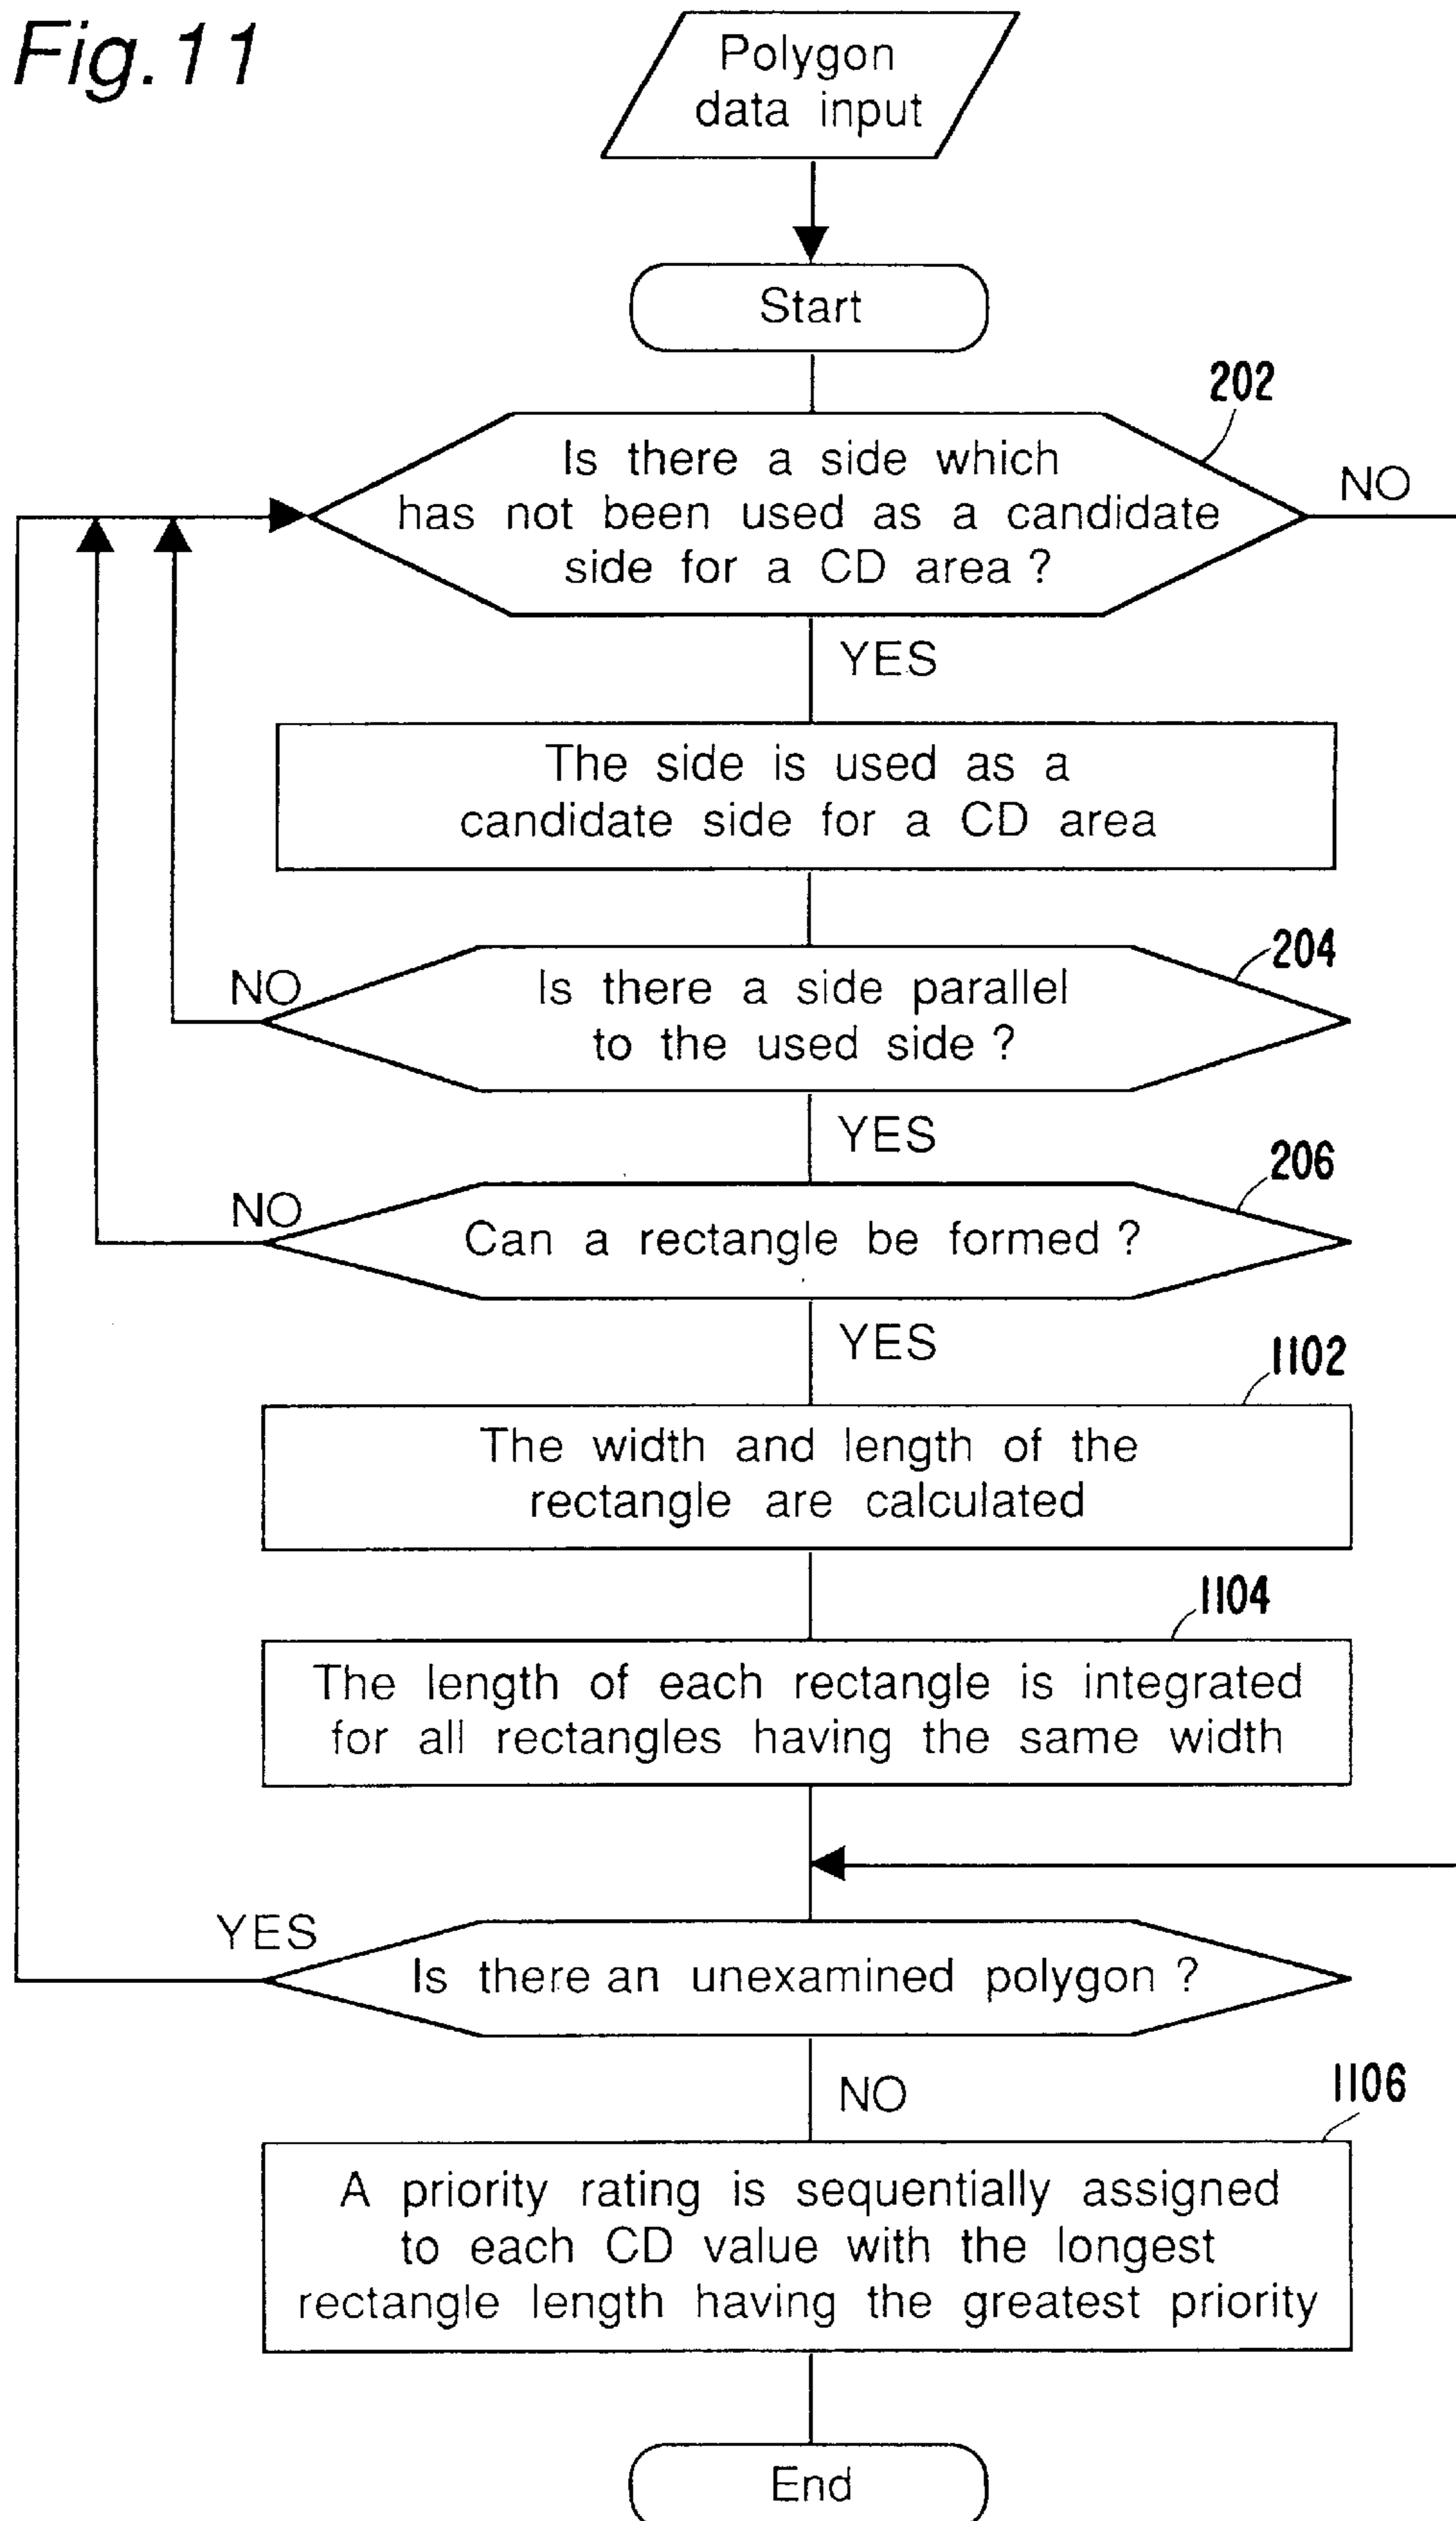 Fig.11
Polygon
data input
Start
202
Is there a side which
has not been used as a candidate
side for a CD area ?
NO
YES
The side is used as a
candidate side for a CD area
204
NO
Is there a side parallel
to the used side ?
YES
206
NO
Can a rectangle be formed ?
YES
1102
The width and length of the
rectangle are calculated
1104
The length of each rectangle is integrated
for all rectangles having the same width
YES
Is there an unexamined polygon ?
NO
1106
A priority rating is sequentially assigned
to each CD value with the longest
rectangle length having the greatest priority
End